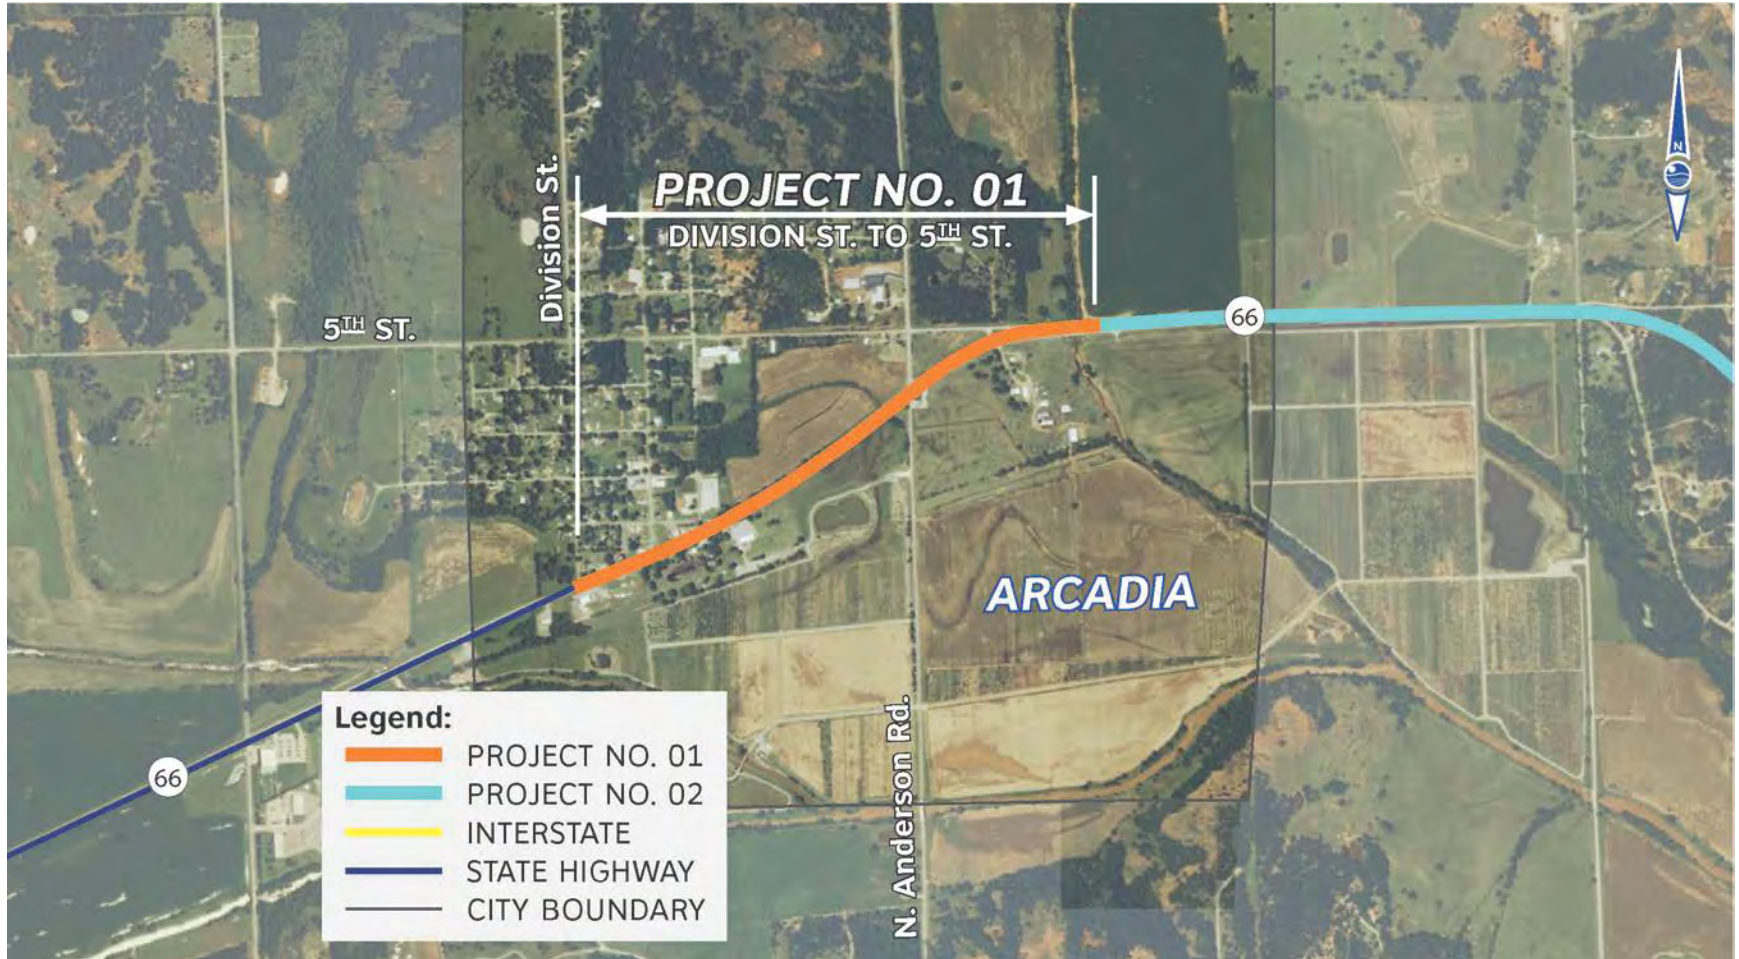 N
PROJECT NO. 01
DIVISION ST. TO 5TH ST.
Division St.
5TH ST.
66
ARCADIA
66
N. Anderson Rd.
Legend:
PROJECT NO. 01
PROJECT NO. 02
INTERSTATE
STATE HIGHWAY
CITY BOUNDARY